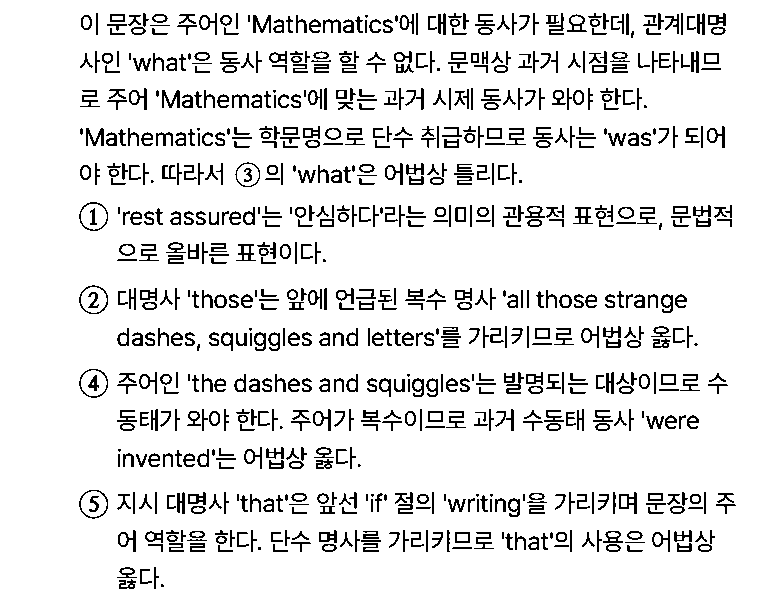 이 문장은 주어인 'Mathematics'에 대한 동사가 필요한데, 관계대명
사인 'what'은 동사 역할을 할 수 없다. 문맥상 과거 시점을 나타내므
로 주어 'Mathematics'에 맞는 과거 시제 동사가 와야 한다.
'Mathematics'는 학문명으로 단수 취급하므로 동사는 'was'가 되어
야 한다. 따라서 ③의 'what'은 어법상 틀리다.
① 'rest assured'는 '안심하다'라는 의미의 관용적 표현으로, 문법적
으로 올바른 표현이다.
② 대명사 'those'는 앞에 언급된 복수 명사 'all those strange
dashes, squiggles and letters'를 가리키므로 어법상 옳다.
④ 주어인 'the dashes and squiggles'는 발명되는 대상이므로 수
동태가 와야 한다. 주어가 복수이므로 과거 수동태 동사 'were
invented'는 어법상 옳다.
⑤ 지시 대명사 'that'은 앞선 'if' 절의 'writing'을 가리키며 문장의 주
어 역할을 한다. 단수 명사를 가리키므로 'that'의 사용은 어법상
옳다.